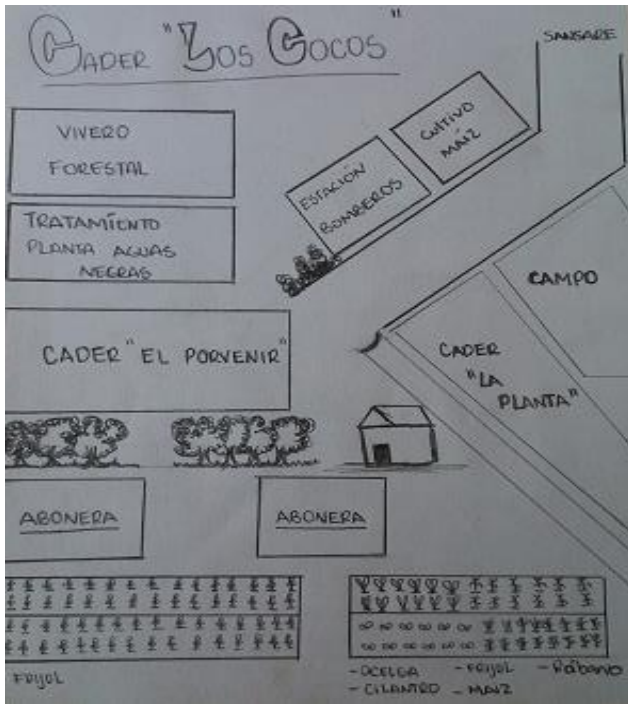 CADER "LOS COCOS"
SANSARE
VIVERO
FORESTAL
CULTIVO
MAÍZ
ESTACIÓN
BOMBEROS
TRATAMIENTO
PLANTA AGUAS
NEGRAS
CAMPO
CADER "EL PORVENIR"
CADER
"LA
PLANTA"
ABONERA
ABONERA
FRIJOL
- ACELGA - FRIJOL - Rábano
- CILANTRO - MAIZ